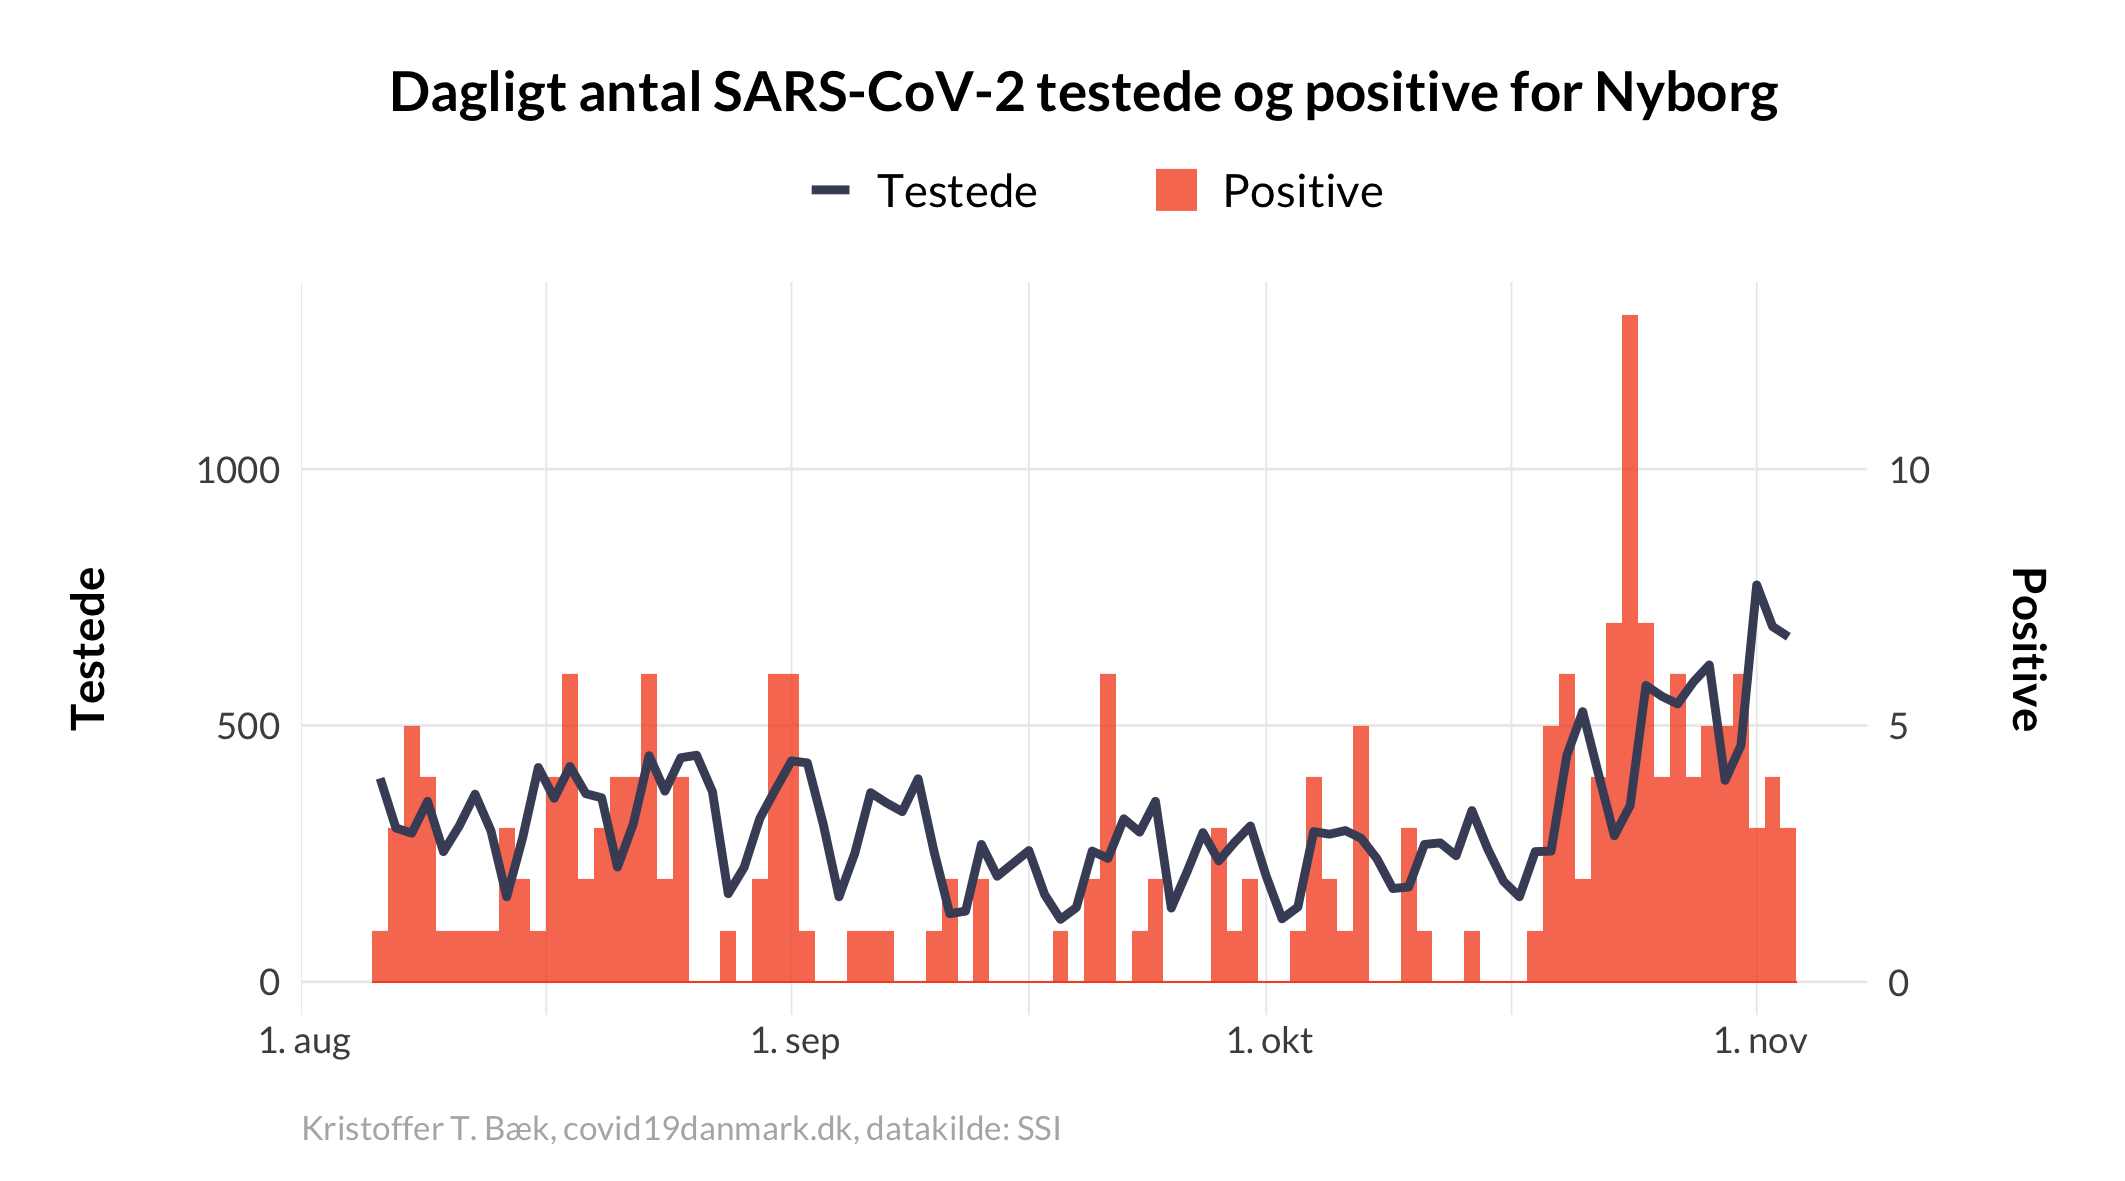 Dagligt antal SARS-CoV-2 testede og positive for Nyborg
Testede
Positive
1000
500
0
10
5
0
Testede
Positive
1. aug
1. sep
1. okt
1. nov
Kristoffer T. Bæk, covid19danmark.dk, datakilde: SSI